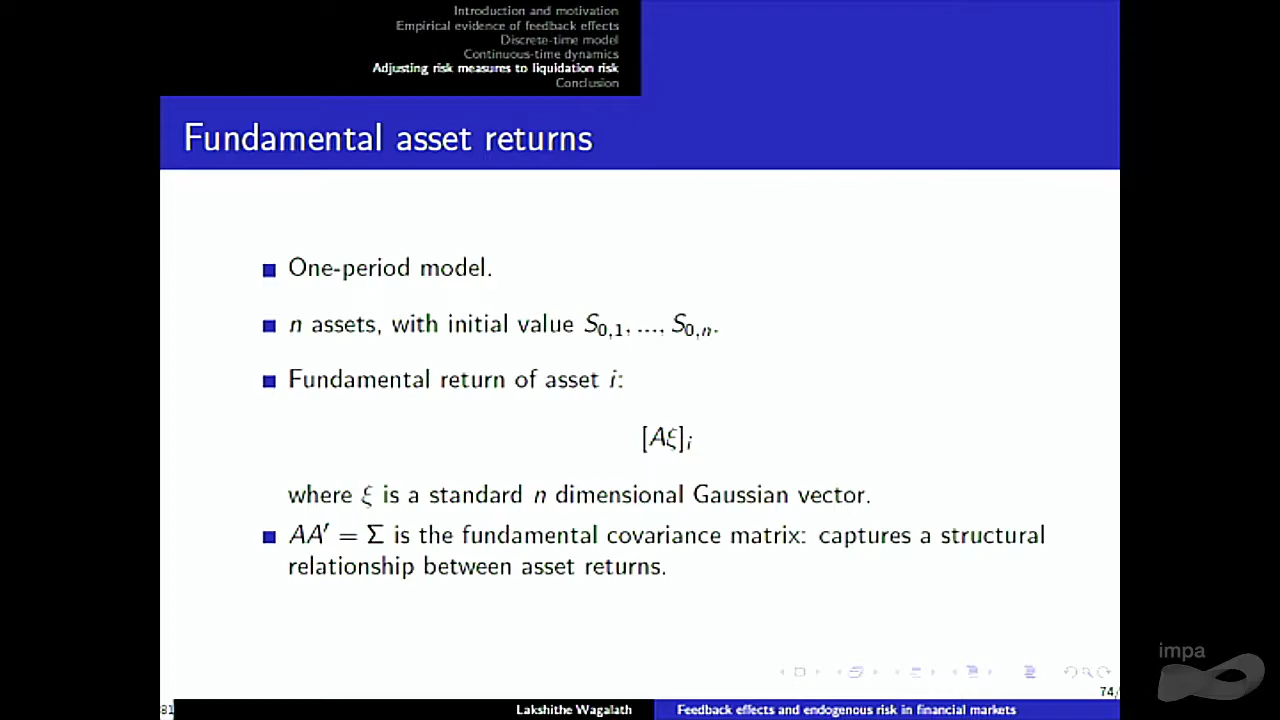 Introduction and motivation
Empirical evidence of feedback effects
Discrete-time model
Continuous-time dynamics
Adjusting risk measures to liquidation risk
Conclusion
Fundamental asset returns
One-period model.
n assets, with initial value S₀,₁, ..., S₀,ₙ.
Fundamental return of asset i:
[Aξ]ᵢ
where ξ is a standard n dimensional Gaussian vector.
AA′ = Σ is the fundamental covariance matrix: captures a structural
relationship between asset returns.
impa
74/
81
Lakshithe Wagalath
Feedback effects and endogenous risk in financial markets